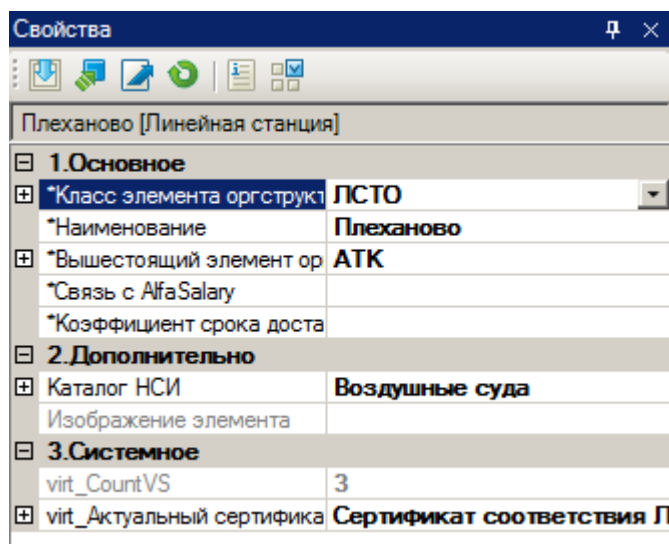 Свойства
Плеханово [Линейная станция]
1.Основное
*Класс элемента оргструкт ЛСТО
*Наименование Плеханово
*Вышестоящий элемент ор АТК
*Связь с AlfaSalary
*Коэффициент срока доста
2.Дополнительно
Каталог НСИ Воздушные суда
Изображение элемента
3.Системное
virt_CountVS 3
virt_Актуальный сертифика Сертификат соответствия Л